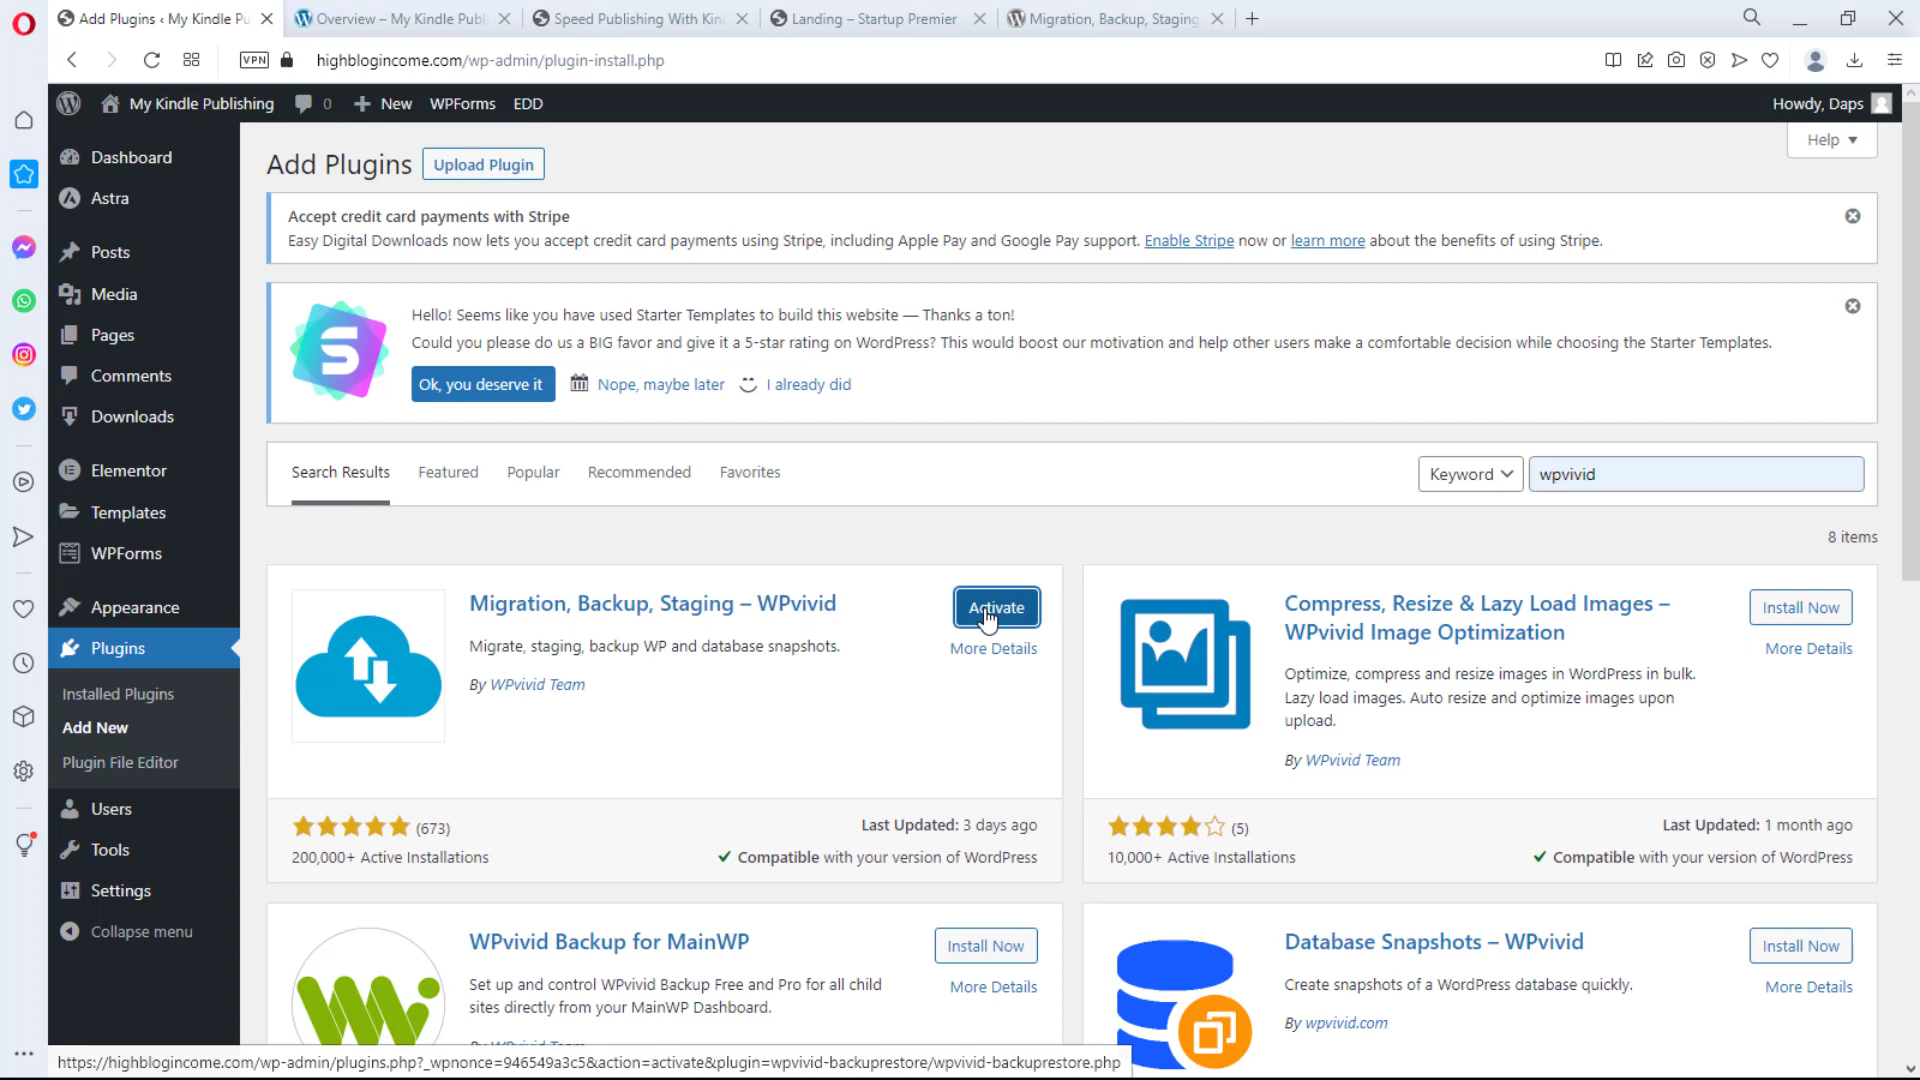 Add Plugins ‹ My Kindle Pu
Overview – My Kindle Publ
Speed Publishing With Kin
Landing – Startup Premier
Migration, Backup, Staging
VPN
highblogincome.com/wp-admin/plugin-install.php
My Kindle Publishing
0
New
WPForms
EDD
Howdy, Daps
Dashboard
Astra
Posts
Media
Pages
Comments
Downloads
Elementor
Templates
WPForms
Appearance
Plugins
Installed Plugins
Add New
Plugin File Editor
Users
Tools
Settings
Collapse menu
Help
Add Plugins
Upload Plugin
Accept credit card payments with Stripe
Easy Digital Downloads now lets you accept credit card payments using Stripe, including Apple Pay and Google Pay support. Enable Stripe now or learn more about the benefits of using Stripe.
Hello! Seems like you have used Starter Templates to build this website — Thanks a ton!
Could you please do us a BIG favor and give it a 5-star rating on WordPress? This would boost our motivation and help other users make a comfortable decision while choosing the Starter Templates.
Ok, you deserve it
Nope, maybe later
I already did
Search Results
Featured
Popular
Recommended
Favorites
Keyword
wpvivid
8 items
Migration, Backup, Staging – WPvivid
Activate
More Details
Migrate, staging, backup WP and database snapshots.
By WPvivid Team
(673)
Last Updated: 3 days ago
200,000+ Active Installations
Compatible with your version of WordPress
Compress, Resize & Lazy Load Images –
WPvivid Image Optimization
Install Now
More Details
Optimize, compress and resize images in WordPress in bulk.
Lazy load images. Auto resize and optimize images upon
upload.
By WPvivid Team
(5)
Last Updated: 1 month ago
10,000+ Active Installations
Compatible with your version of WordPress
WPvivid Backup for MainWP
Install Now
More Details
Set up and control WPvivid Backup Free and Pro for all child
sites directly from your MainWP Dashboard.
Database Snapshots – WPvivid
Install Now
More Details
Create snapshots of a WordPress database quickly.
By wpvivid.com
https://highblogincome.com/wp-admin/plugins.php?_wpnonce=946549a3c5&action=activate&plugin=wpvivid-backuprestore/wpvivid-backuprestore.php